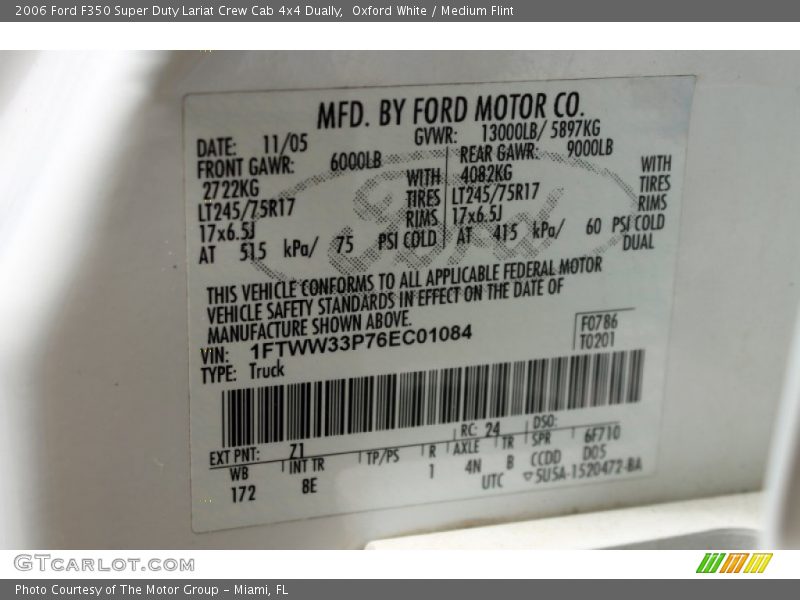 2006 Ford F350 Super Duty Lariat Crew Cab 4x4 Dually,  Oxford White / Medium Flint
MFD. BY FORD MOTOR CO.
DATE: 11/05 GVWR: 13000LB/ 5897KG
FRONT GAWR: 6000LB REAR GAWR: 9000LB
2722KG WITH 4082KG WITH
LT245/75R17 TIRES LT245/75R17 TIRES
17x6.5J RIMS 17x6.5J RIMS
AT 515 kPa/ 75 PSI COLD AT 415 kPa/ 60 PSI COLD
DUAL
Ford
THIS VEHICLE CONFORMS TO ALL APPLICABLE FEDERAL MOTOR
VEHICLE SAFETY STANDARDS IN EFFECT ON THE DATE OF
MANUFACTURE SHOWN ABOVE.
VIN: 1FTWW33P76EC01084
F0786
T0201
TYPE: Truck
EXT PNT: Z1 RC: 24 DSO:
WB INT TR TP/PS R AXLE TR SPR 6F710
172 8E 1 4N B CCDD D05
UTC ▽5U5A-1520472-BA
GTCARLOT.COM
Photo Courtesy of The Motor Group - Miami, FL